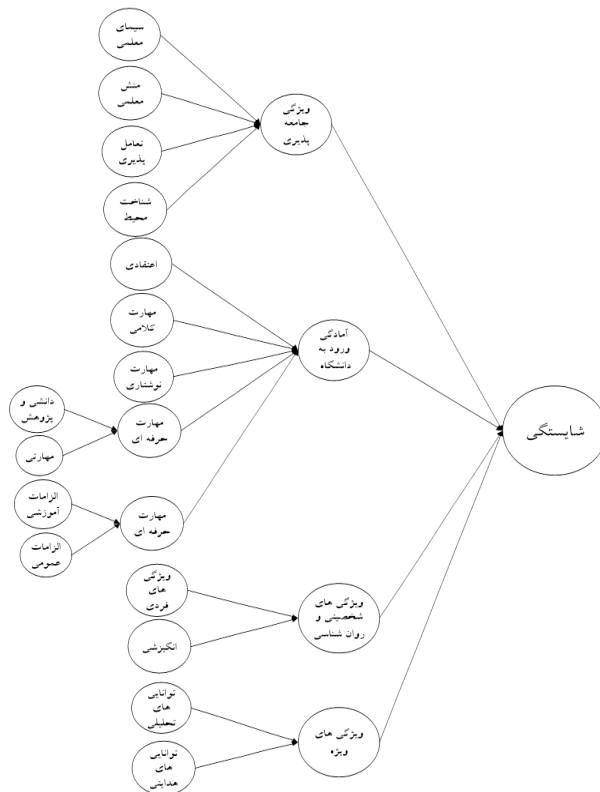 سیمای
معلمی
منش
معلمی
تعامل
پذیری
شناخت
محیط
ویژگی
جامعه
پذیری
اعتقادی
مهارت
کلامی
مهارت
نوشتاری
دانشی و
پژوهش
مهارتی
مهارت
حرفه ای
الزامات
آموزشی
الزامات
عمومی
مهارت
حرفه ای
آمادگی
ورود به
دانشگاه
ویژگی
های
فردی
انگیزشی
ویژگی های
شخصیتی و
روان شناسی
توانایی
های
تحلیلی
توانایی
های
هدایتی
ویژگی های
ویژه
شایستگی